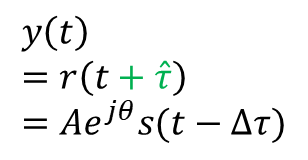 y(t)
= r(t + τ̂)
= Ae^{jθ}s(t − Δτ)